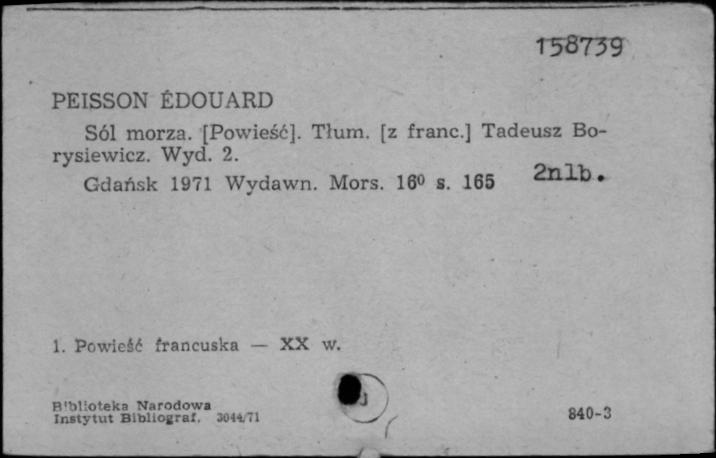 158739
PEISSON ÉDOUARD
Sól morza. [Powieść]. Tłum. [z franc.] Tadeusz Bo-
rysiewicz. Wyd. 2.
Gdańsk 1971 Wydawn. Mors. 16⁰ s. 165 2nlb.
1. Powieść francuska — XX w.
Biblioteka Narodowa
Instytut Bibliograf. 3044/71
840-3